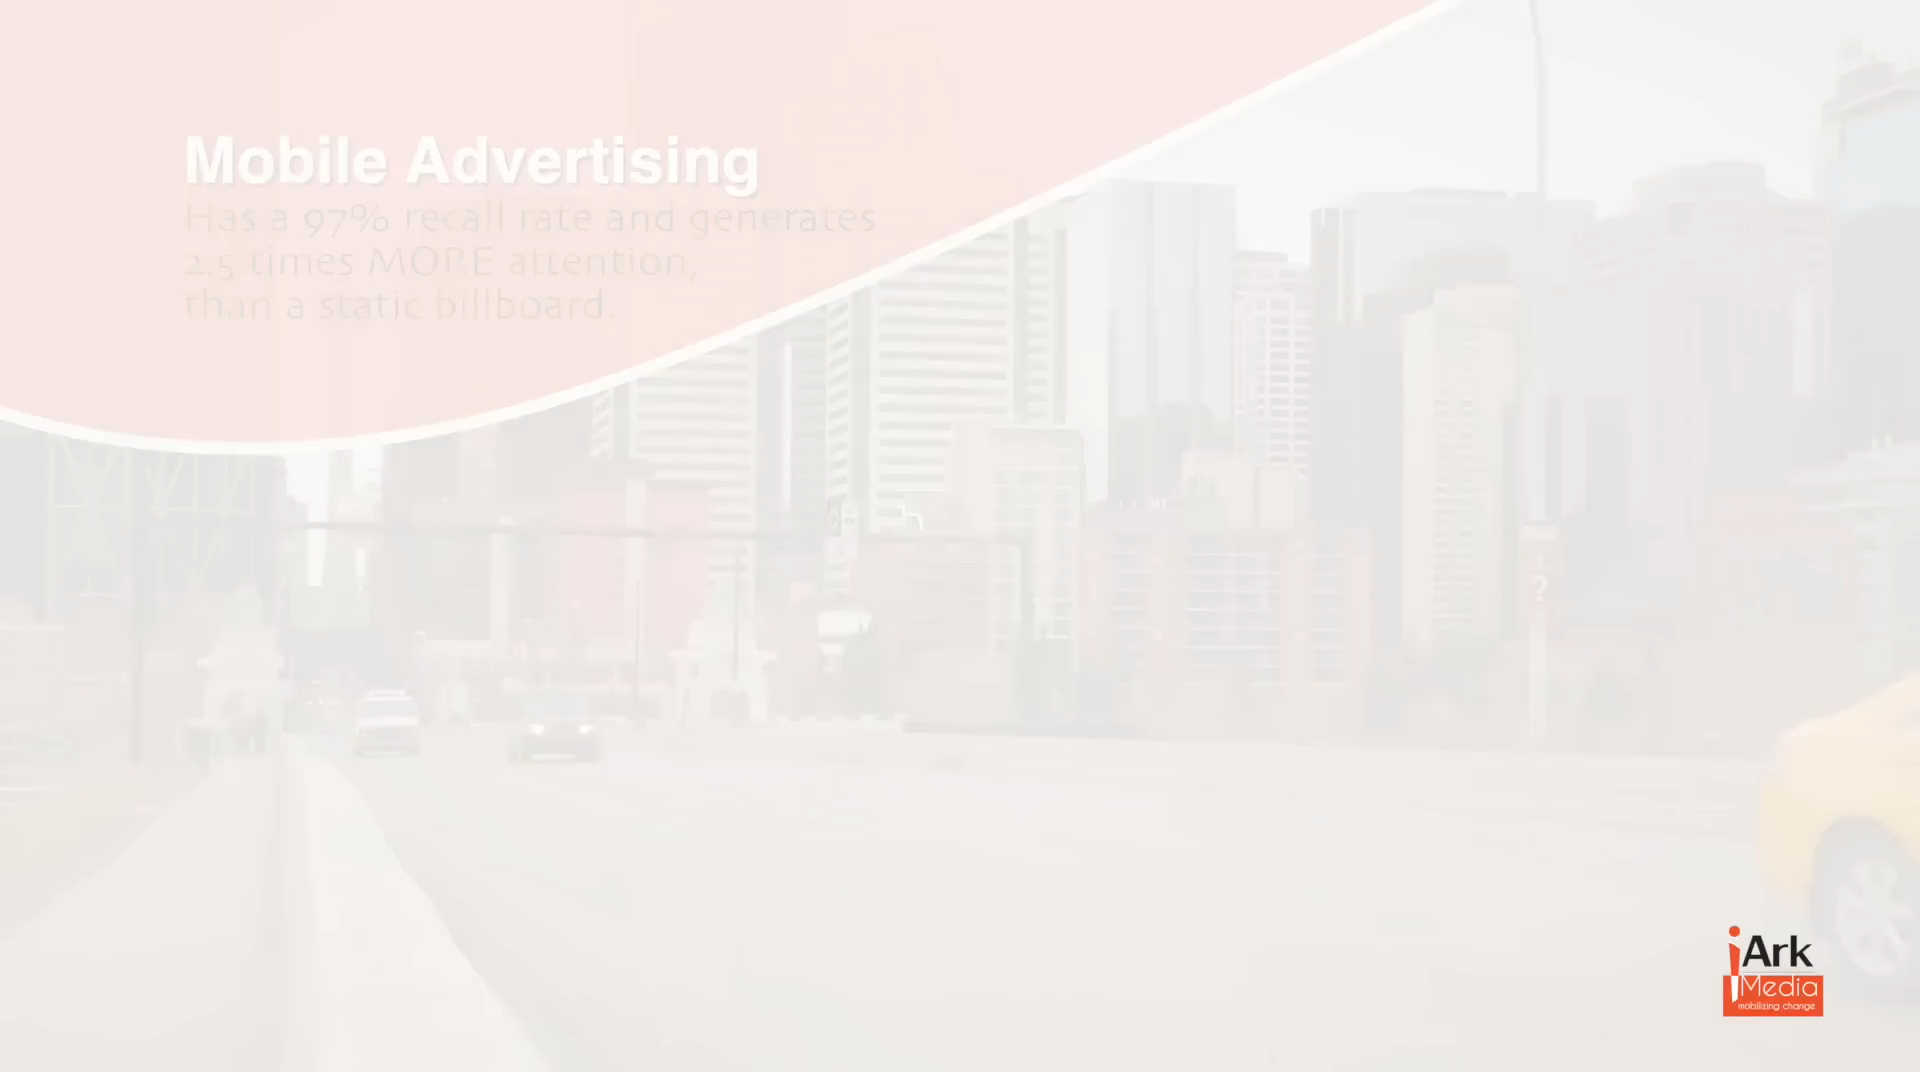 Mobile Advertising
Has a 97% recall rate and generates
2.5 times MORE attention,
than a static billboard.
?
iArk
Media
mobilizing change